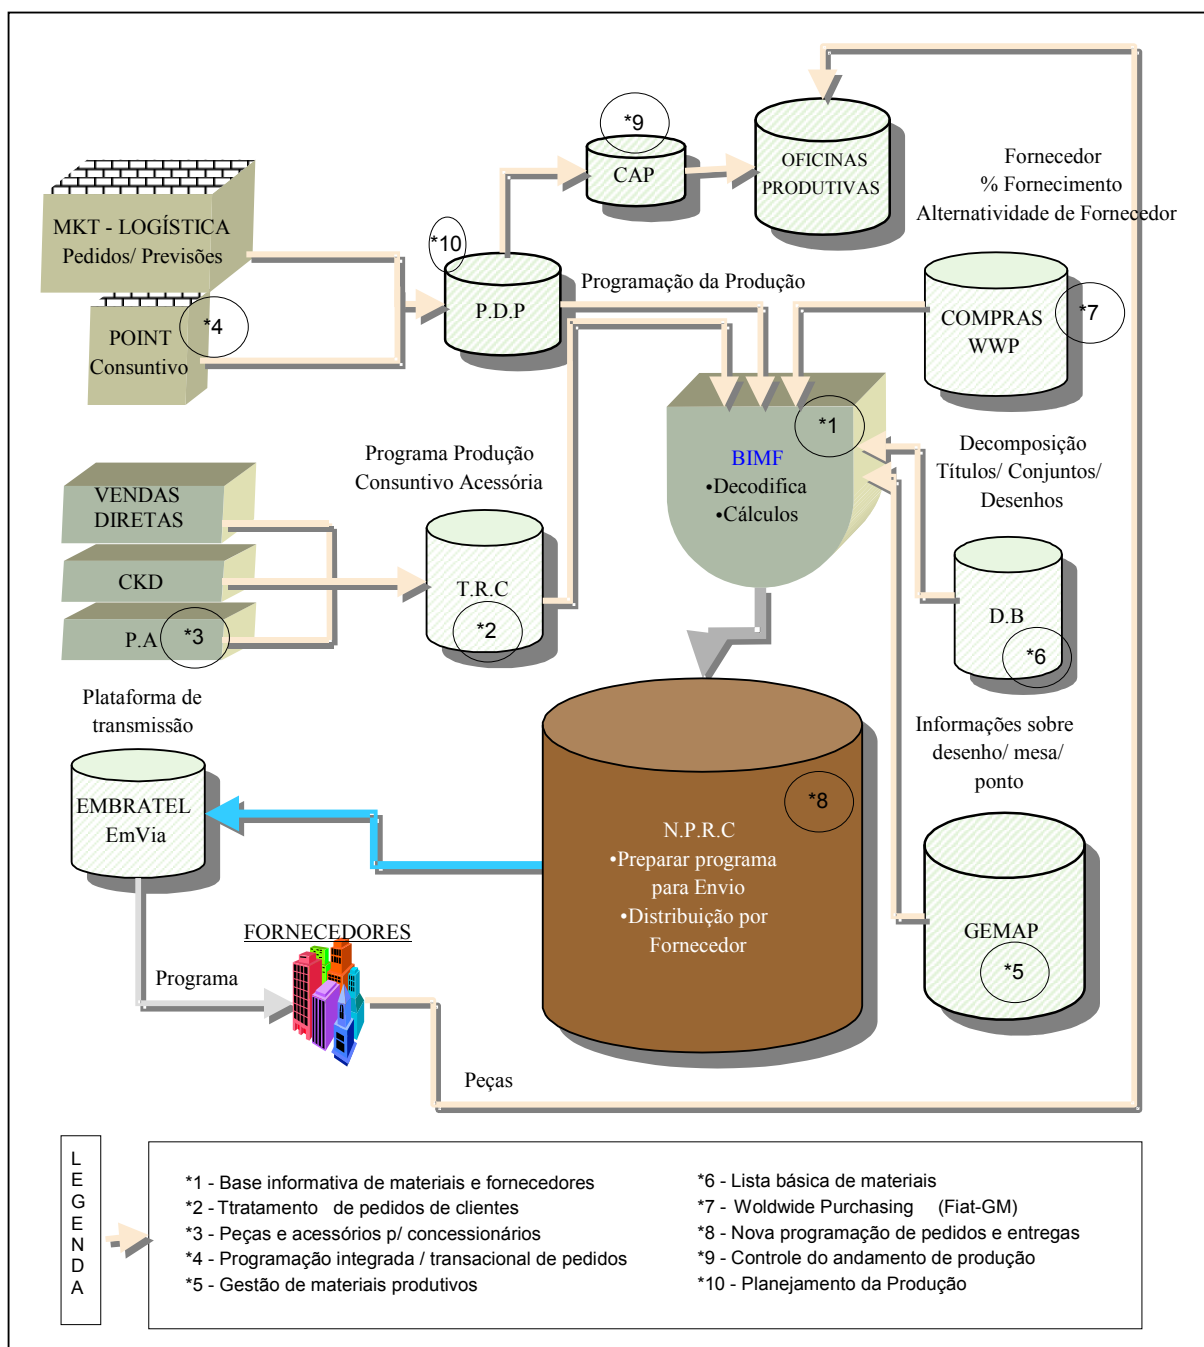 *9
CAP
OFICINAS
PRODUTIVAS
Fornecedor
% Fornecimento
Alternatividade de Fornecedor
MKT - LOGÍSTICA
Pedidos/ Previsões
*10
P.D.P
Programação da Produção
POINT
Consuntivo
*4
COMPRAS
WWP
*7
*1
BIMF
•Decodifica
•Cálculos
Programa Produção
Consuntivo Acessória
Decomposição
Títulos/ Conjuntos/
Desenhos
VENDAS
DIRETAS
CKD
P.A
*3
T.R.C
*2
D.B
*6
Plataforma de
transmissão
EMBRATEL
EmVia
Informações sobre
desenho/ mesa/
ponto
*8
N.P.R.C
•Preparar programa
para Envio
•Distribuição por
Fornecedor
GEMAP
*5
FORNECEDORES
Programa
Peças
LEGENDA
*1 - Base informativa de materiais e fornecedores
*2 - Ttratamento de pedidos de clientes
*3 - Peças e acessórios p/ concessionários
*4 - Programação integrada / transacional de pedidos
*5 - Gestão de materiais produtivos
*6 - Lista básica de materiais
*7 - Woldwide Purchasing (Fiat-GM)
*8 - Nova programação de pedidos e entregas
*9 - Controle do andamento de produção
*10 - Planejamento da Produção